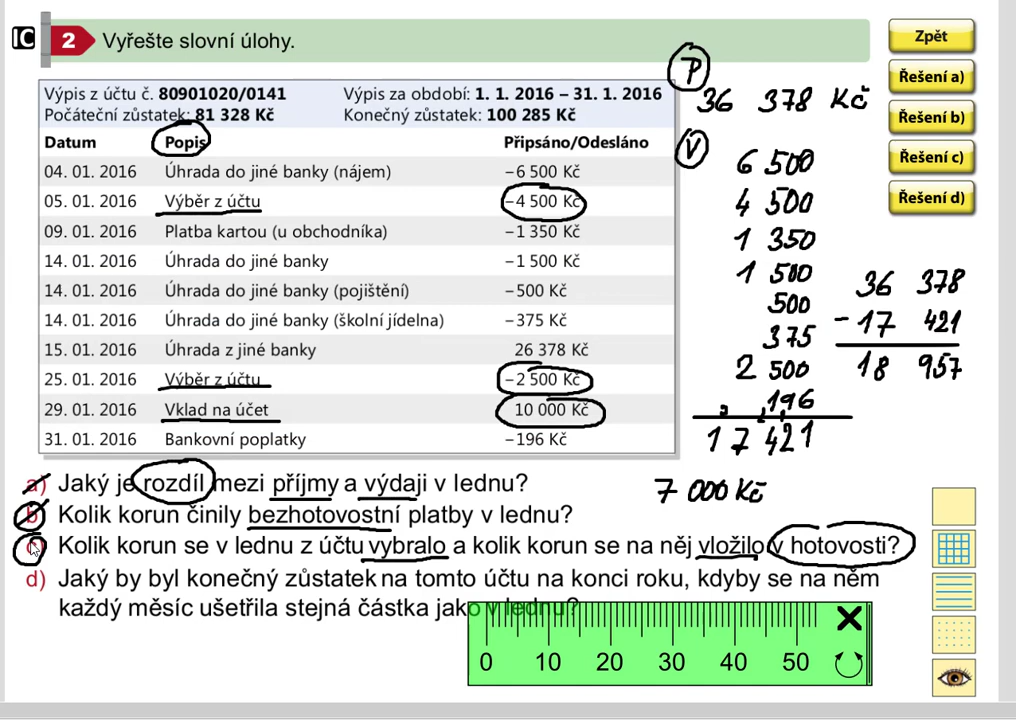 IC 2 Vyřešte slovní úlohy.
Zpět
Řešení a)
Řešení b)
Řešení c)
Řešení d)
Výpis z účtu č. 80901020/0141 Výpis za období: 1. 1. 2016 – 31. 1. 2016
Počáteční zůstatek: 81 328 Kč Konečný zůstatek: 100 285 Kč
Datum Popis Připsáno/Odesláno
04. 01. 2016 Úhrada do jiné banky (nájem) –6 500 Kč
05. 01. 2016 Výběr z účtu –4 500 Kč
09. 01. 2016 Platba kartou (u obchodníka) –1 350 Kč
14. 01. 2016 Úhrada do jiné banky –1 500 Kč
14. 01. 2016 Úhrada do jiné banky (pojištění) –500 Kč
14. 01. 2016 Úhrada do jiné banky (školní jídelna) –375 Kč
15. 01. 2016 Úhrada z jiné banky 26 378 Kč
25. 01. 2016 Výběr z účtu –2 500 Kč
29. 01. 2016 Vklad na účet 10 000 Kč
31. 01. 2016 Bankovní poplatky –196 Kč
P
36 378 Kč
V
6 500
4 500
1 350
1 500
500
375
2 500
196
17 421
36 378
- 17 421
18 957
7 000 Kč
a) Jaký je rozdíl mezi příjmy a výdaji v lednu?
b) Kolik korun činily bezhotovostní platby v lednu?
c) Kolik korun se v lednu z účtu vybralo a kolik korun se na něj vložilo v hotovosti?
d) Jaký by byl konečný zůstatek na tomto účtu na konci roku, kdyby se na něm
každý měsíc ušetřila stejná částka jako v lednu?
0 10 20 30 40 50